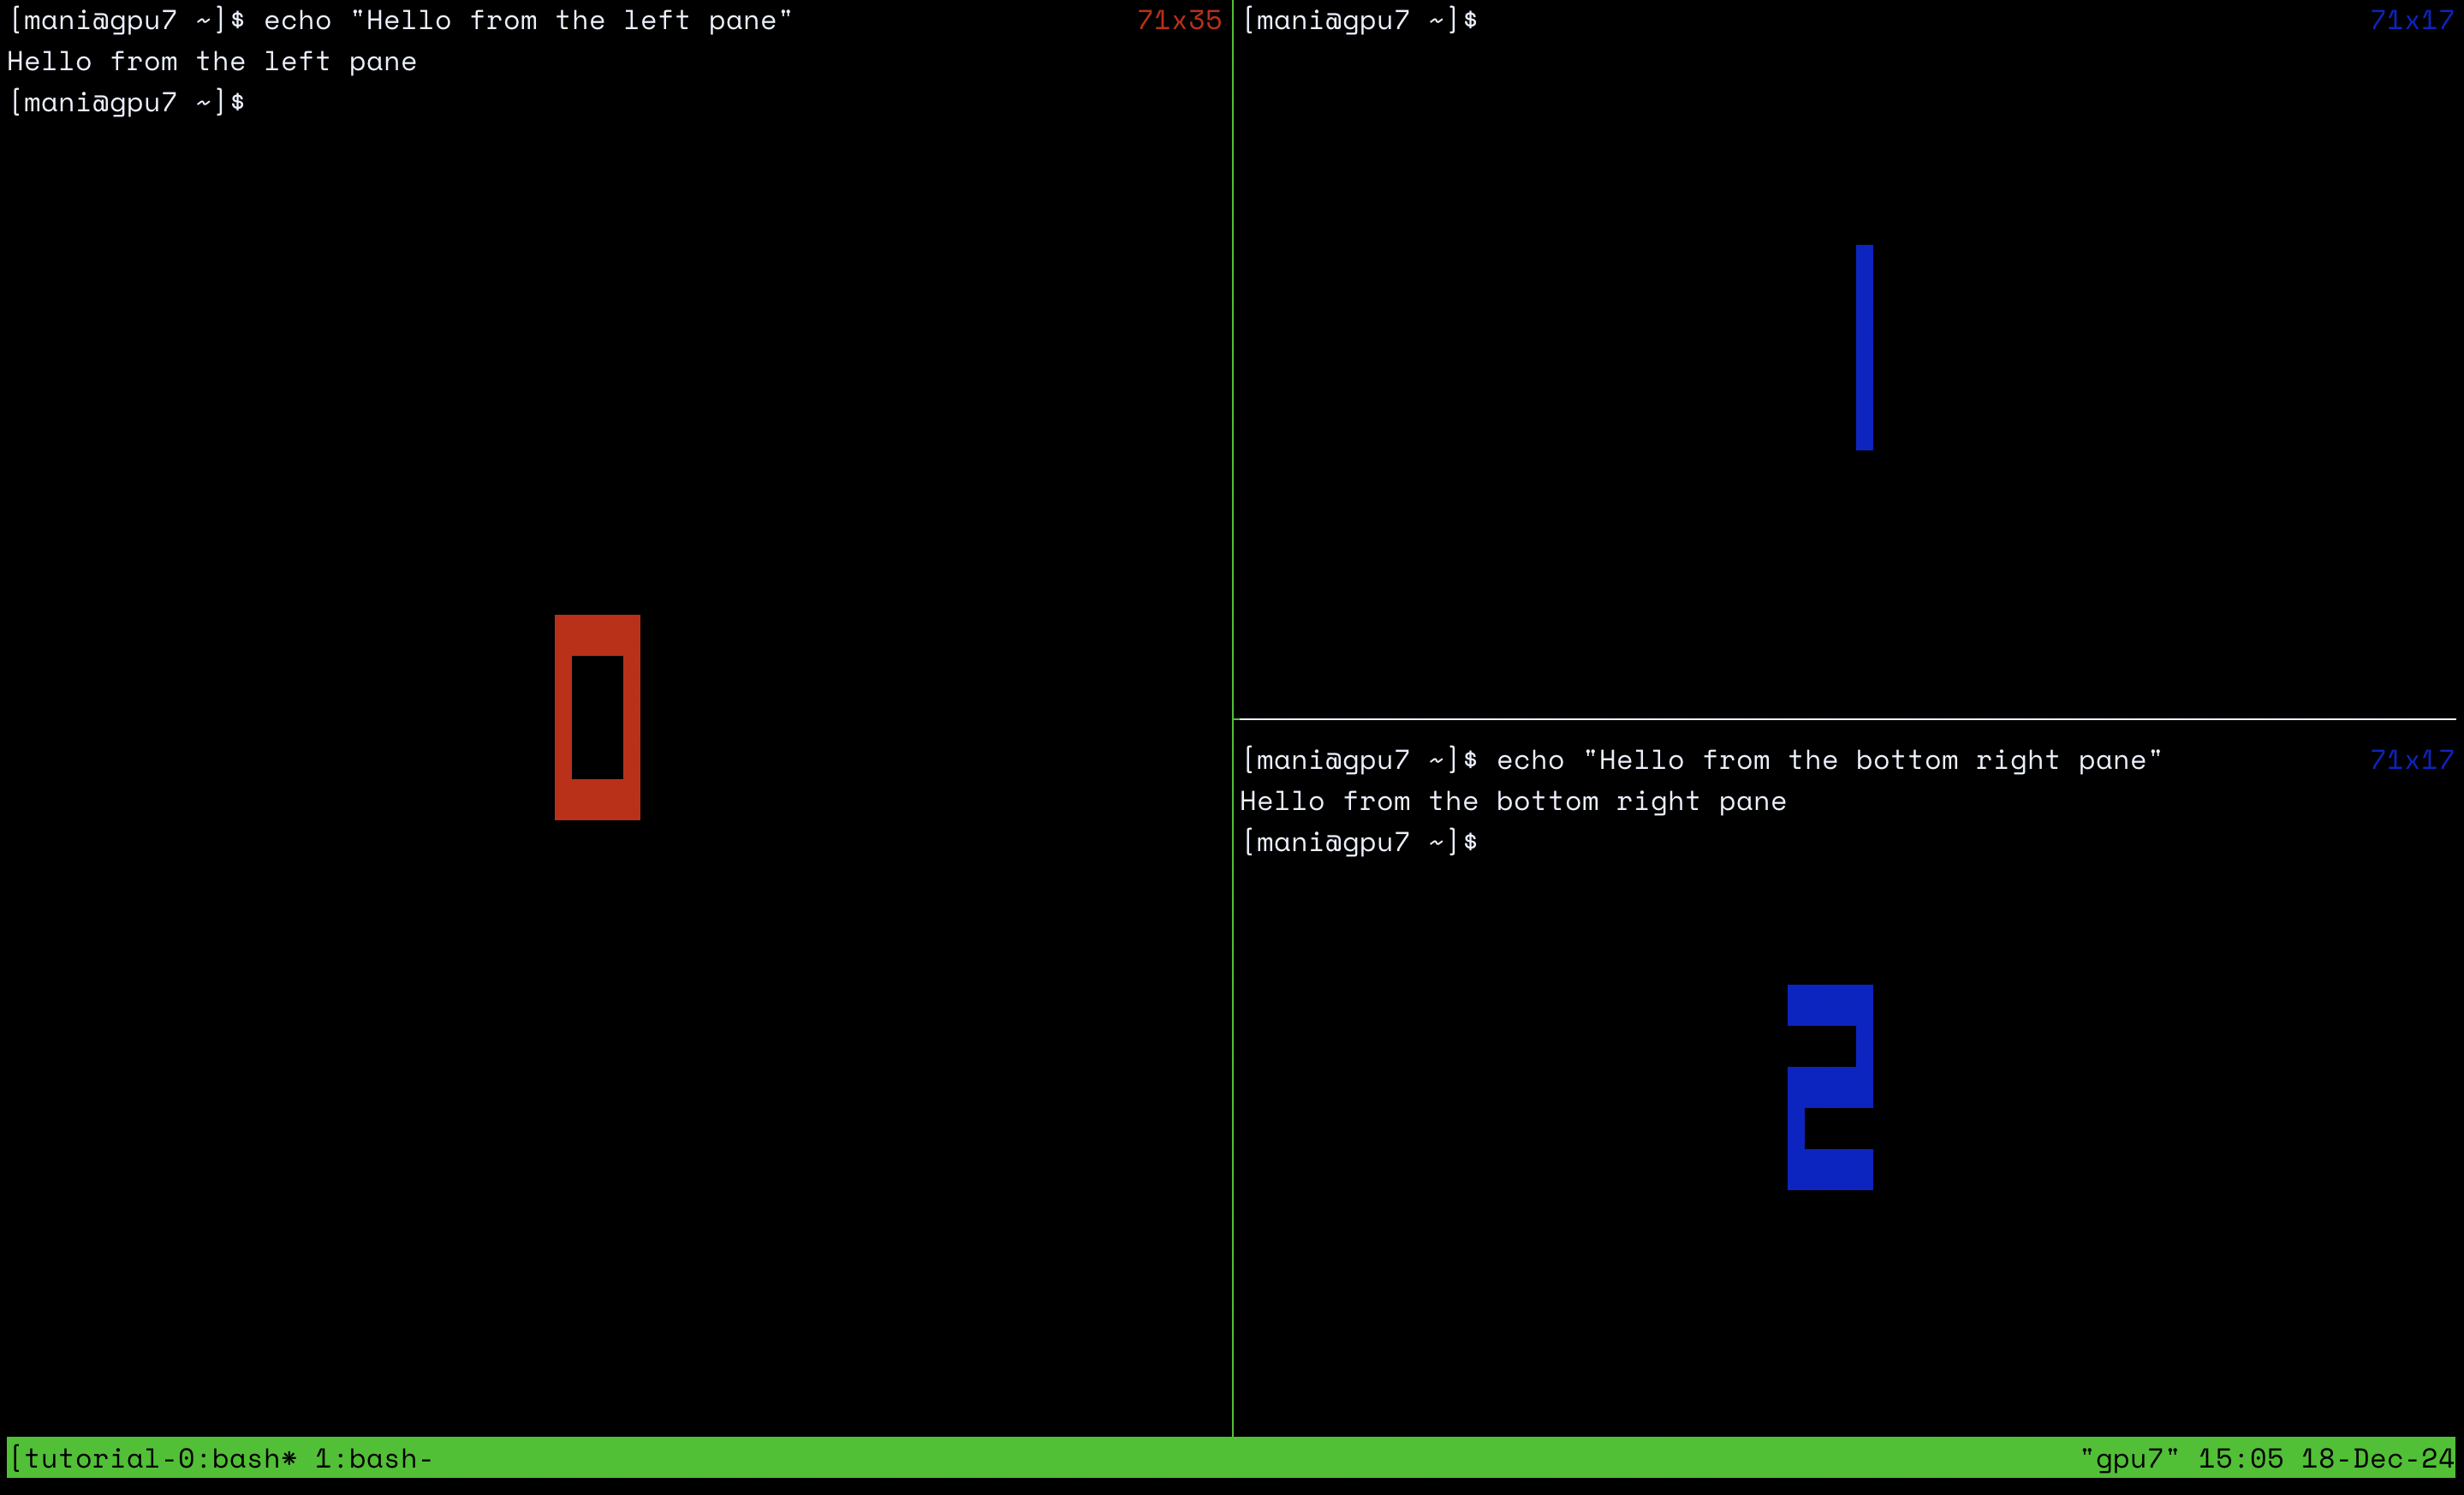 [mani@gpu7 ~]$ echo "Hello from the left pane" 71x35
Hello from the left pane
[mani@gpu7 ~]$
0
[mani@gpu7 ~]$ 71x17
1
[mani@gpu7 ~]$ echo "Hello from the bottom right pane" 71x17
Hello from the bottom right pane
[mani@gpu7 ~]$
2
[tutorial-0:bash* 1:bash- "gpu7" 15:05 18-Dec-24